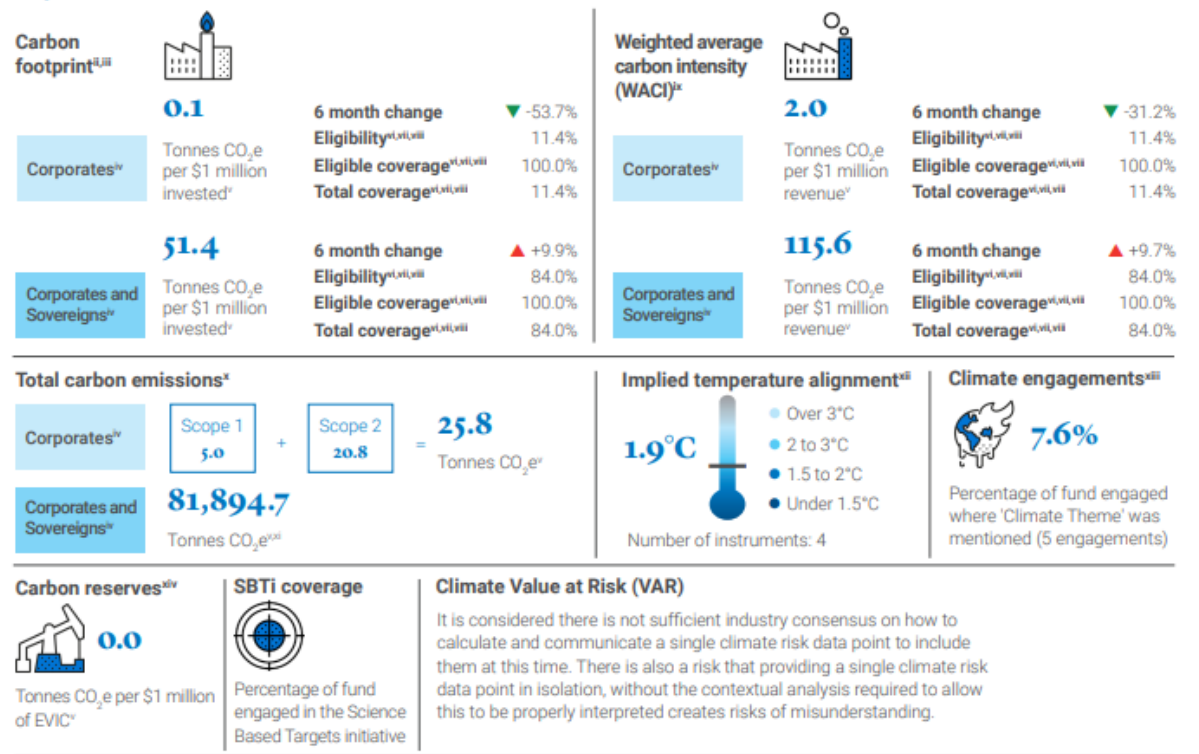 Carbon
footprintⁱⁱ,ⁱⁱⁱ
0.1
Corporatesⁱᵛ
Tonnes CO₂e
per $1 million
investedᵛ
6 month change ▼ -53.7%
Eligibilityᵛⁱ,ᵛⁱⁱ,ᵛⁱⁱⁱ 11.4%
Eligible coverageᵛⁱ,ᵛⁱⁱ,ᵛⁱⁱⁱ 100.0%
Total coverageᵛⁱ,ᵛⁱⁱ,ᵛⁱⁱⁱ 11.4%
51.4
Corporates and
Sovereignsⁱᵛ
Tonnes CO₂e
per $1 million
investedᵛ
6 month change ▲ +9.9%
Eligibilityᵛⁱ,ᵛⁱⁱ,ᵛⁱⁱⁱ 84.0%
Eligible coverageᵛⁱ,ᵛⁱⁱ,ᵛⁱⁱⁱ 100.0%
Total coverageᵛⁱ,ᵛⁱⁱ,ᵛⁱⁱⁱ 84.0%
Weighted average
carbon intensity
(WACI)ⁱˣ
2.0
Corporatesⁱᵛ
Tonnes CO₂e
per $1 million
revenueᵛ
6 month change ▼ -31.2%
Eligibilityᵛⁱ,ᵛⁱⁱ,ᵛⁱⁱⁱ 11.4%
Eligible coverageᵛⁱ,ᵛⁱⁱ,ᵛⁱⁱⁱ 100.0%
Total coverageᵛⁱ,ᵛⁱⁱ,ᵛⁱⁱⁱ 11.4%
115.6
Corporates and
Sovereignsⁱᵛ
Tonnes CO₂e
per $1 million
revenueᵛ
6 month change ▲ +9.7%
Eligibilityᵛⁱ,ᵛⁱⁱ,ᵛⁱⁱⁱ 84.0%
Eligible coverageᵛⁱ,ᵛⁱⁱ,ᵛⁱⁱⁱ 100.0%
Total coverageᵛⁱ,ᵛⁱⁱ,ᵛⁱⁱⁱ 84.0%
Total carbon emissionsˣ
Corporatesⁱᵛ
Scope 1
5.0
+
Scope 2
20.8
=
25.8
Tonnes CO₂eᵛ
Corporates and
Sovereignsⁱᵛ
81,894.7
Tonnes CO₂eᵛ,ˣⁱ
Implied temperature alignmentˣⁱⁱ
1.9°C
Over 3°C
2 to 3°C
1.5 to 2°C
Under 1.5°C
Number of instruments: 4
Climate engagementsˣⁱⁱⁱ
7.6%
Percentage of fund engaged
where 'Climate Theme' was
mentioned (5 engagements)
Carbon reservesˣⁱᵛ
0.0
Tonnes CO₂e per $1 million
of EVICᵛ
SBTi coverage
Percentage of fund
engaged in the Science
Based Targets initiative
Climate Value at Risk (VAR)
It is considered there is not sufficient industry consensus on how to
calculate and communicate a single climate risk data point to include
them at this time. There is also a risk that providing a single climate risk
data point in isolation, without the contextual analysis required to allow
this to be properly interpreted creates risks of misunderstanding.